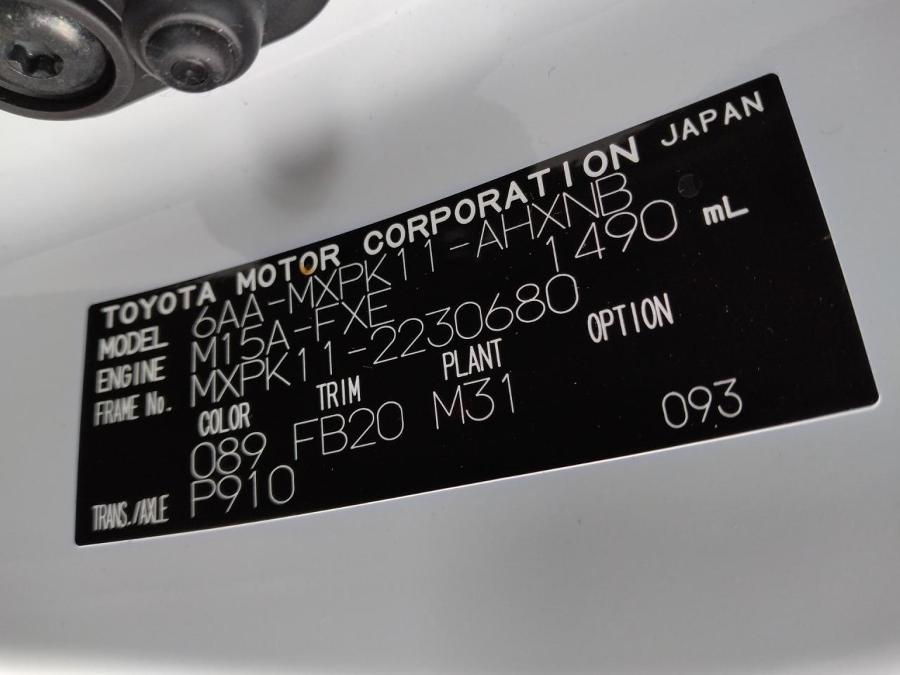 TOYOTA MOTOR CORPORATION JAPAN
MODEL 6AA-MXPK11-AHXNB
ENGINE M15A-FXE 1490 mL
FRAME No. MXPK11-2230680
COLOR TRIM PLANT OPTION
089 FB20 M31 093
TRANS./AXLE P910